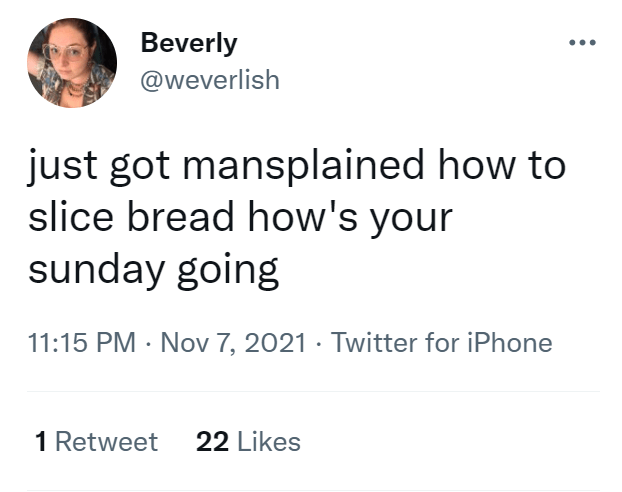 Beverly
@weverlish
just got mansplained how to
slice bread how's your
sunday going
11:15 PM · Nov 7, 2021 · Twitter for iPhone
1 Retweet 22 Likes